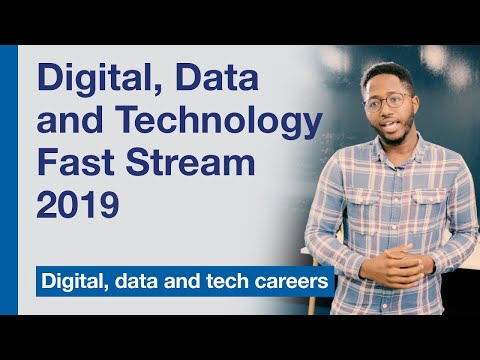 Digital, Data
and Technology
Fast Stream
2019
Digital, data and tech careers